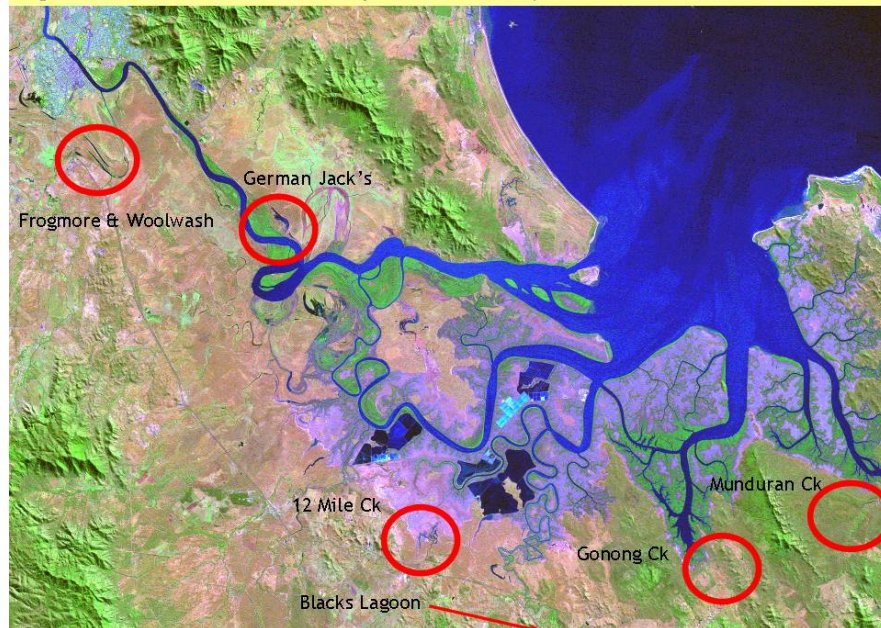 German Jack's
Frogmore & Woolwash
12 Mile Ck
Munduran Ck
Gonong Ck
Blacks Lagoon